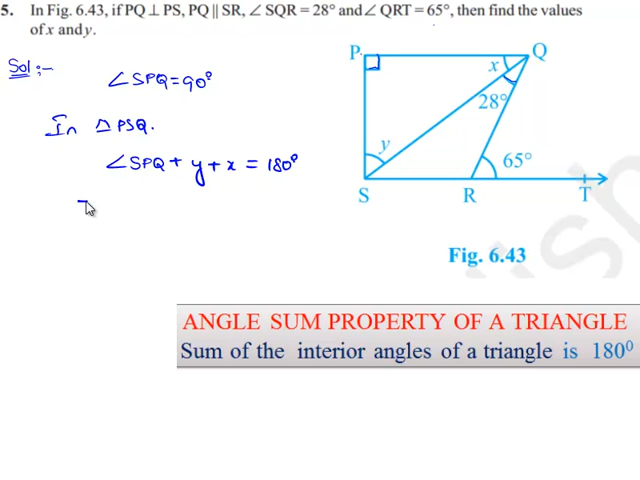 5. In Fig. 6.43, if PQ ⊥ PS, PQ || SR, ∠ SQR = 28° and ∠ QRT = 65°, then find the values
of x and y.
Sol :-
∠SPQ = 90°
In △ PSQ.
∠SPQ + y + x = 180°
P
Q
x
28°
y
65°
S
R
T
Fig. 6.43
ANGLE SUM PROPERTY OF A TRIANGLE
Sum of the interior angles of a triangle is 180⁰